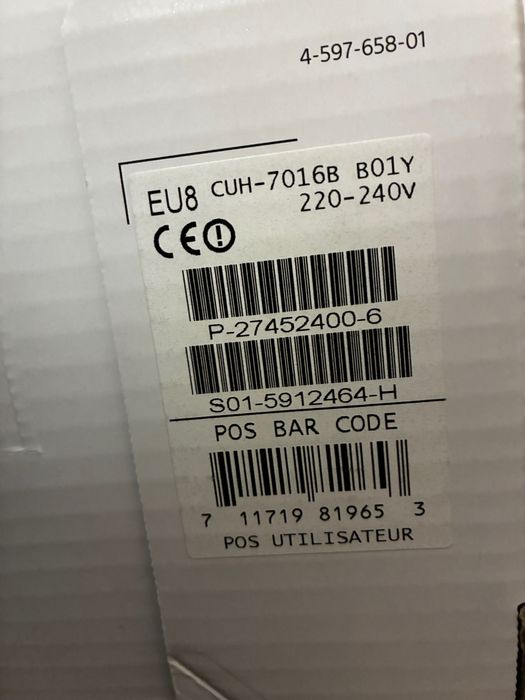 4-597-658-01
EU8 CUH-7016B B01Y
220-240V
CE
P-27452400-6
S01-5912464-H
POS BAR CODE
7 11719 81965 3
POS UTILISATEUR